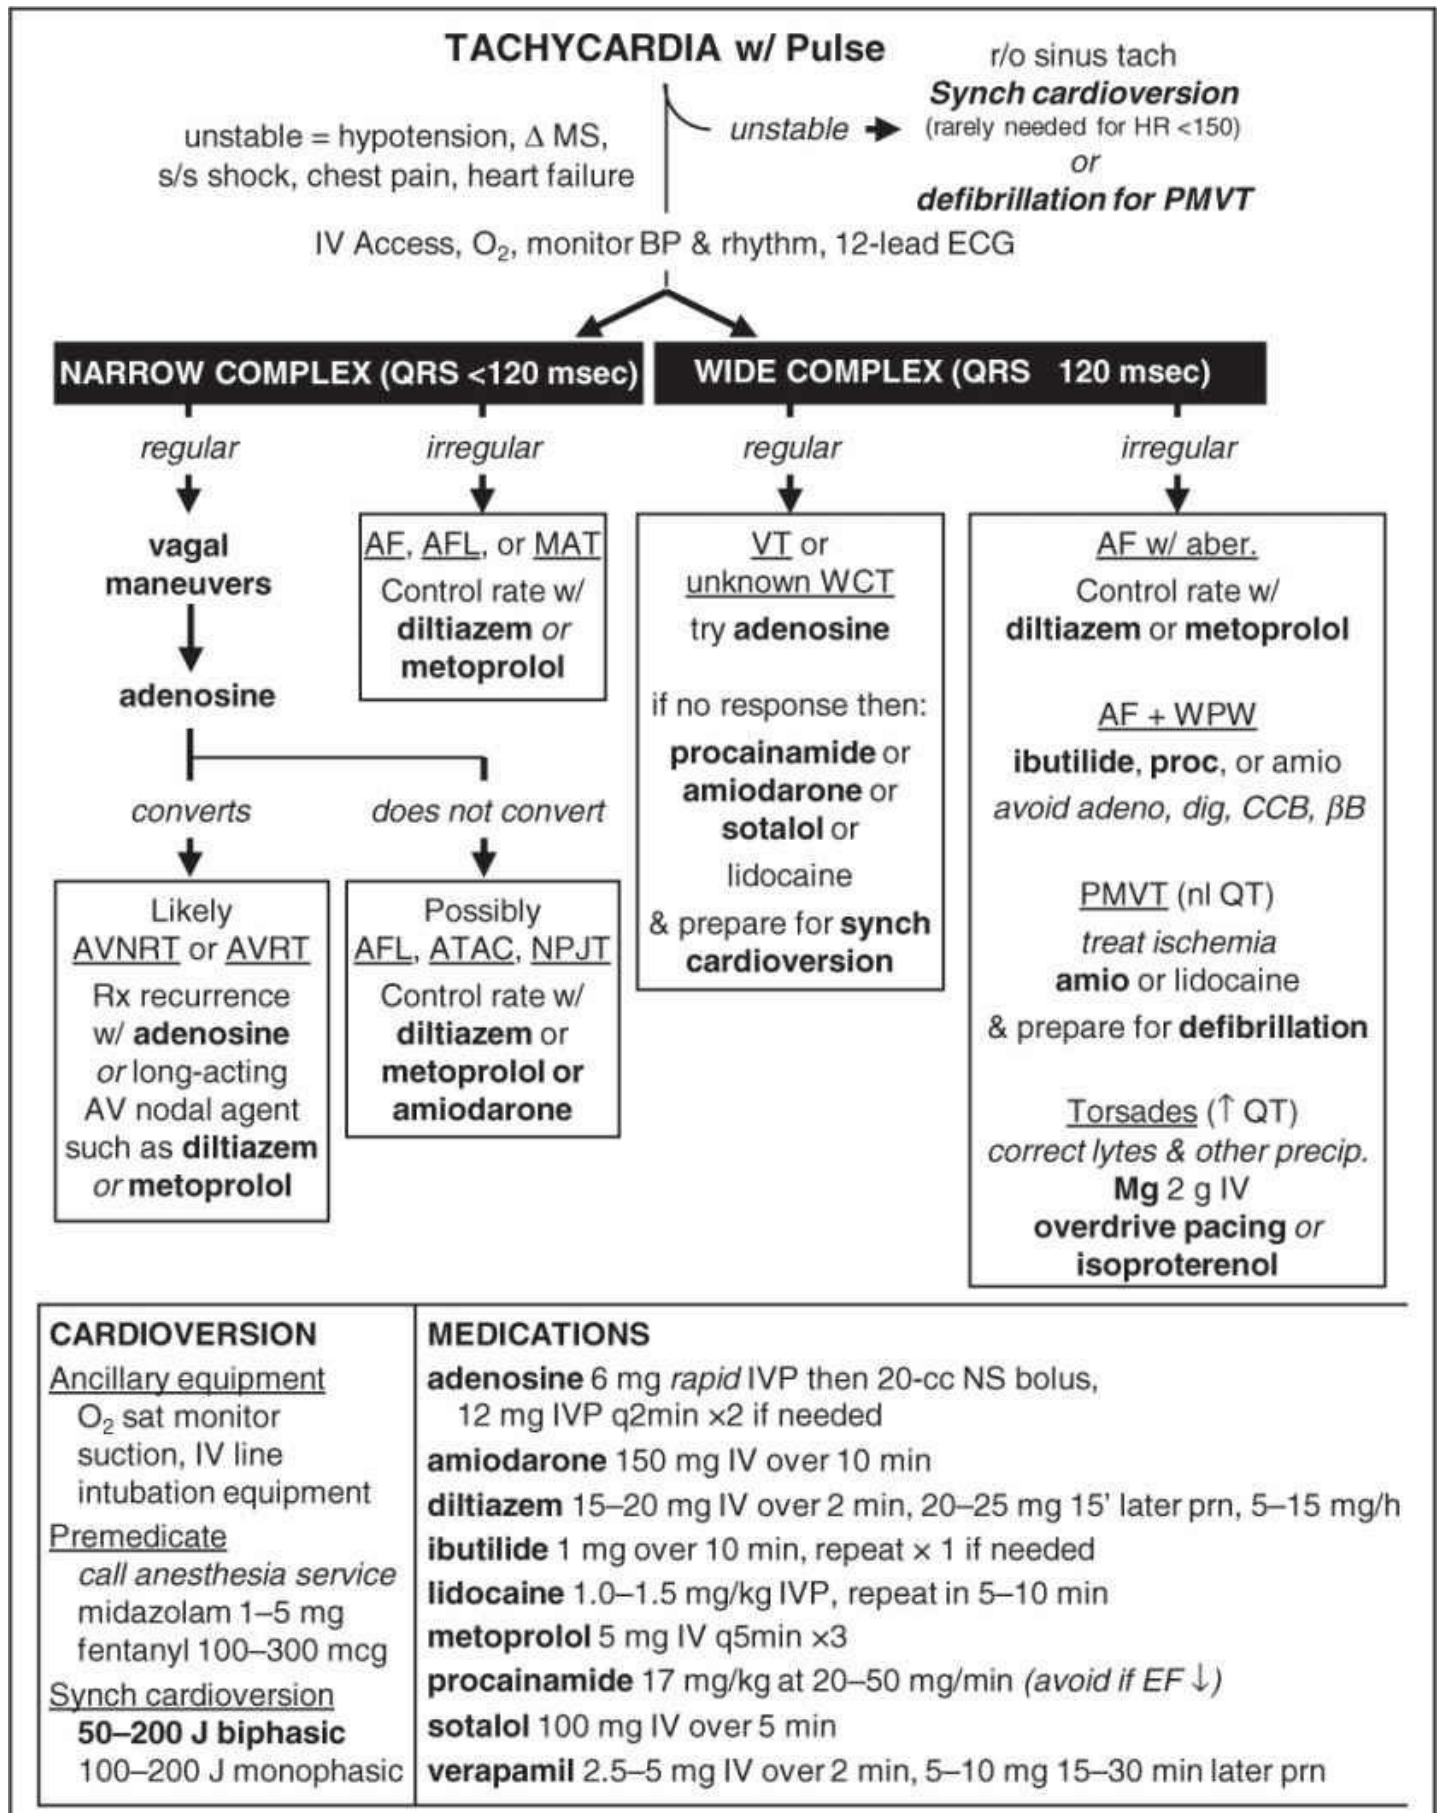 TACHYCARDIA w/ Pulse
r/o sinus tach
Synch cardioversion
(rarely needed for HR <150)
or
defibrillation for PMVT
unstable
unstable = hypotension, Δ MS,
s/s shock, chest pain, heart failure
IV Access, O₂, monitor BP & rhythm, 12-lead ECG
NARROW COMPLEX (QRS <120 msec)
regular
vagal
maneuvers
adenosine
converts
Likely
AVNRT or AVRT
Rx recurrence
w/ adenosine
or long-acting
AV nodal agent
such as diltiazem
or metoprolol
does not convert
Possibly
AFL, ATAC, NPJT
Control rate w/
diltiazem or
metoprolol or
amiodarone
irregular
AF, AFL, or MAT
Control rate w/
diltiazem or
metoprolol
WIDE COMPLEX (QRS 120 msec)
regular
VT or
unknown WCT
try adenosine
if no response then:
procainamide or
amiodarone or
sotalol or
lidocaine
& prepare for synch
cardioversion
irregular
AF w/ aber.
Control rate w/
diltiazem or metoprolol
AF + WPW
ibutilide, proc, or amio
avoid adeno, dig, CCB, βB
PMVT (nl QT)
treat ischemia
amio or lidocaine
& prepare for defibrillation
Torsades (↑ QT)
correct lytes & other precip.
Mg 2 g IV
overdrive pacing or
isoproterenol
CARDIOVERSION
Ancillary equipment
O₂ sat monitor
suction, IV line
intubation equipment
Premedicate
call anesthesia service
midazolam 1–5 mg
fentanyl 100–300 mcg
Synch cardioversion
50–200 J biphasic
100–200 J monophasic
MEDICATIONS
adenosine 6 mg rapid IVP then 20-cc NS bolus,
12 mg IVP q2min ×2 if needed
amiodarone 150 mg IV over 10 min
diltiazem 15–20 mg IV over 2 min, 20–25 mg 15' later prn, 5–15 mg/h
ibutilide 1 mg over 10 min, repeat × 1 if needed
lidocaine 1.0–1.5 mg/kg IVP, repeat in 5–10 min
metoprolol 5 mg IV q5min ×3
procainamide 17 mg/kg at 20–50 mg/min (avoid if EF ↓)
sotalol 100 mg IV over 5 min
verapamil 2.5–5 mg IV over 2 min, 5–10 mg 15–30 min later prn